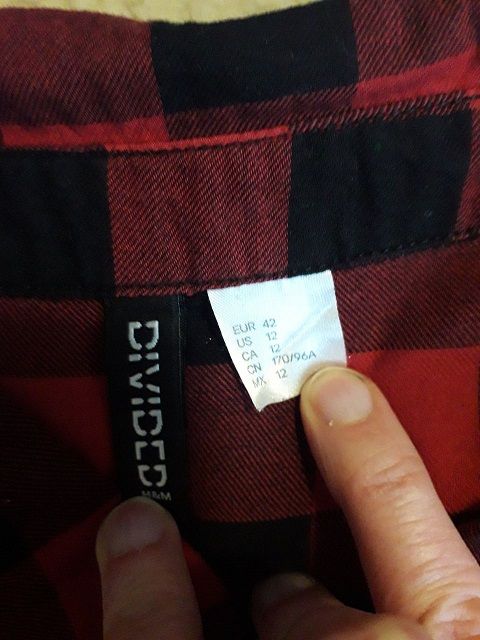 DIVIDED
H&M
EUR 42
US 12
CA 12
CN 170/96A
MX 12